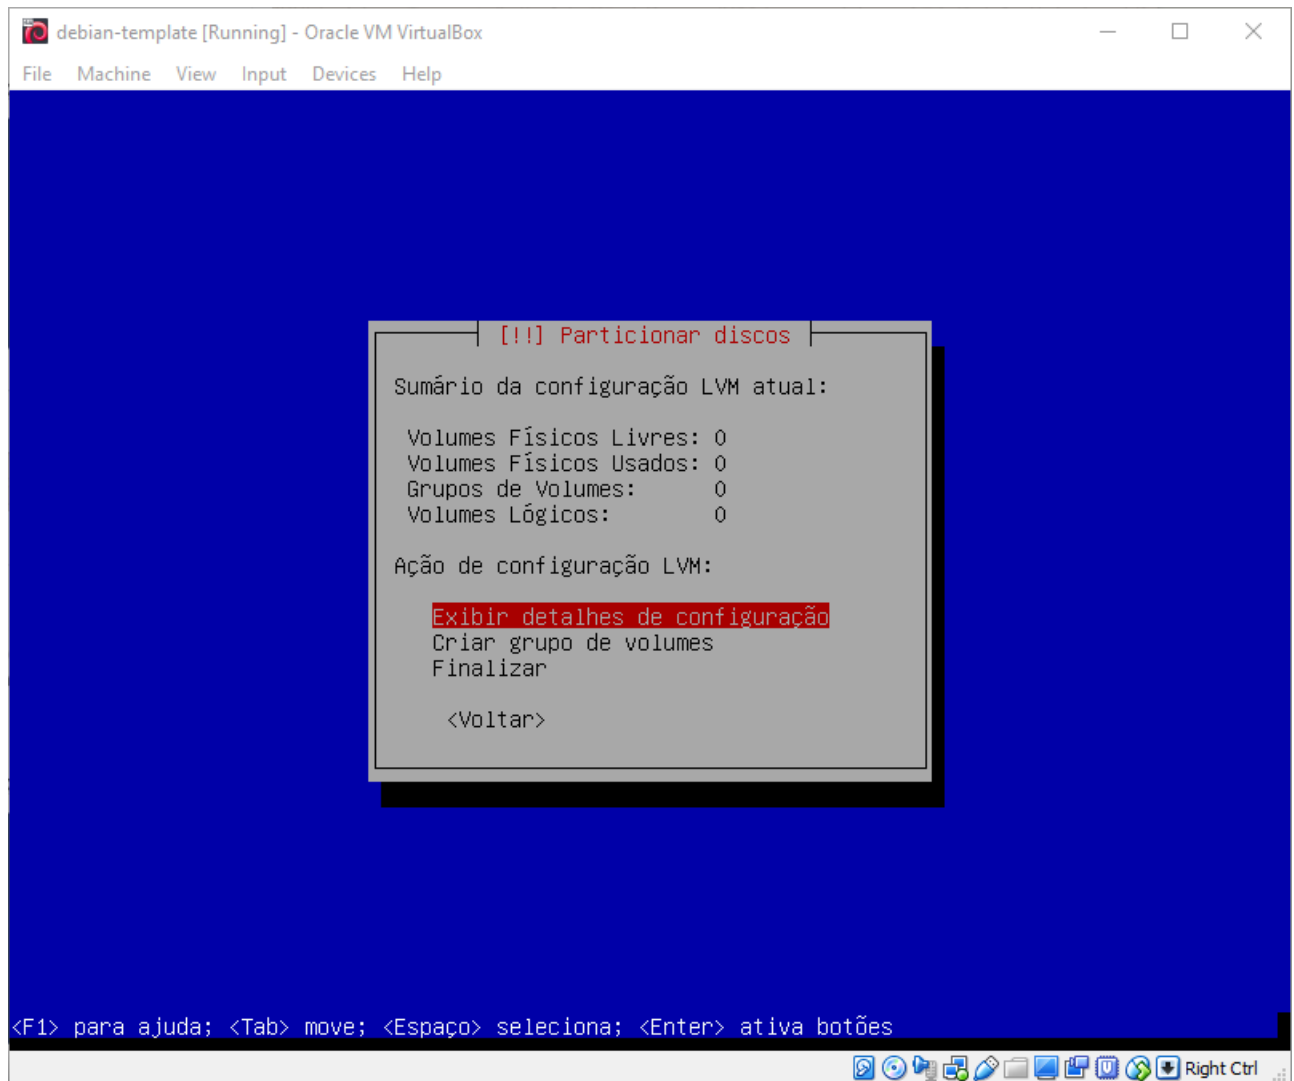 debian-template [Running] - Oracle VM VirtualBox
File Machine View Input Devices Help
[!!] Particionar discos
Sumário da configuração LVM atual:
Volumes Físicos Livres: 0
Volumes Físicos Usados: 0
Grupos de Volumes: 0
Volumes Lógicos: 0
Ação de configuração LVM:
Exibir detalhes de configuração
Criar grupo de volumes
Finalizar
<Voltar>
<F1> para ajuda; <Tab> move; <Espaço> seleciona; <Enter> ativa botões
Right Ctrl